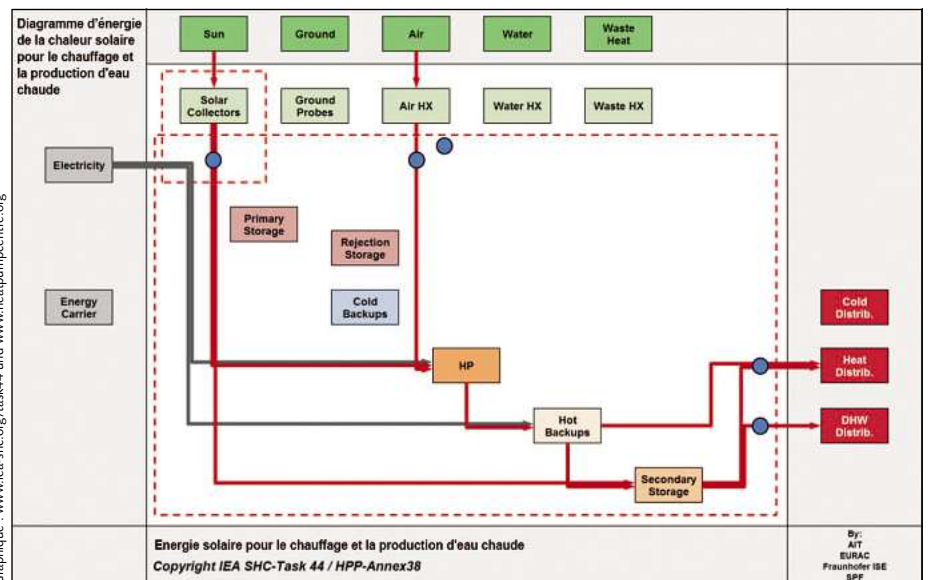 Diagramme d'énergie
de la chaleur solaire
pour le chauffage et
la production d'eau
chaude
Sun
Ground
Air
Water
Waste
Heat
Solar
Collectors
Ground
Probes
Air HX
Water HX
Waste HX
Electricity
Primary
Storage
Rejection
Storage
Energy
Carrier
Cold
Backups
Cold
Distrib.
HP
Heat
Distrib.
Hot
Backups
DHW
Distrib.
Secondary
Storage
Energie solaire pour le chauffage et la production d'eau chaude
Copyright IEA SHC-Task 44 / HPP-Annex38
By:
AIT
EURAC
Fraunhofer ISE
SPF